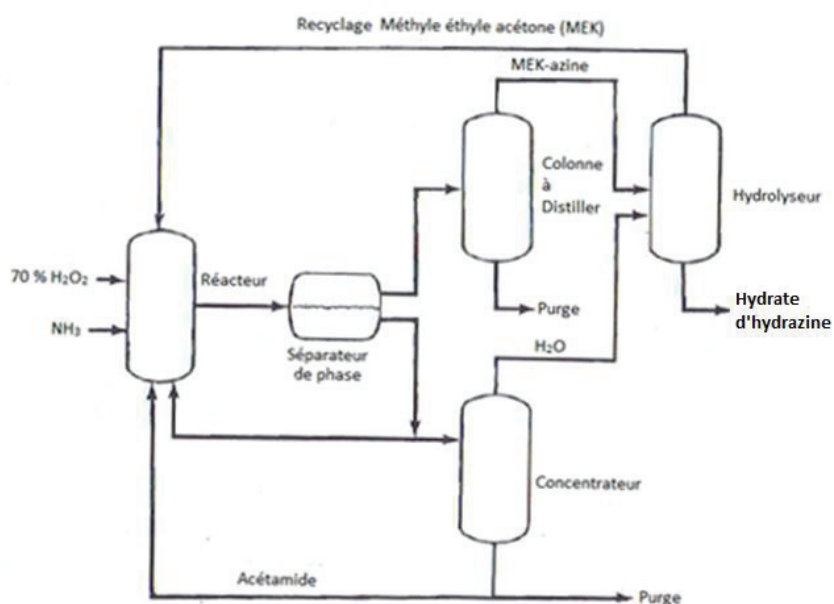 Recyclage Méthyle éthyle acétone (MEK)
MEK-azine
Colonne
à
Distiller
Hydrolyseur
70 % H₂O₂
Réacteur
NH₃
Purge
Hydrate
d'hydrazine
Séparateur
de phase
H₂O
Concentrateur
Acétamide
Purge